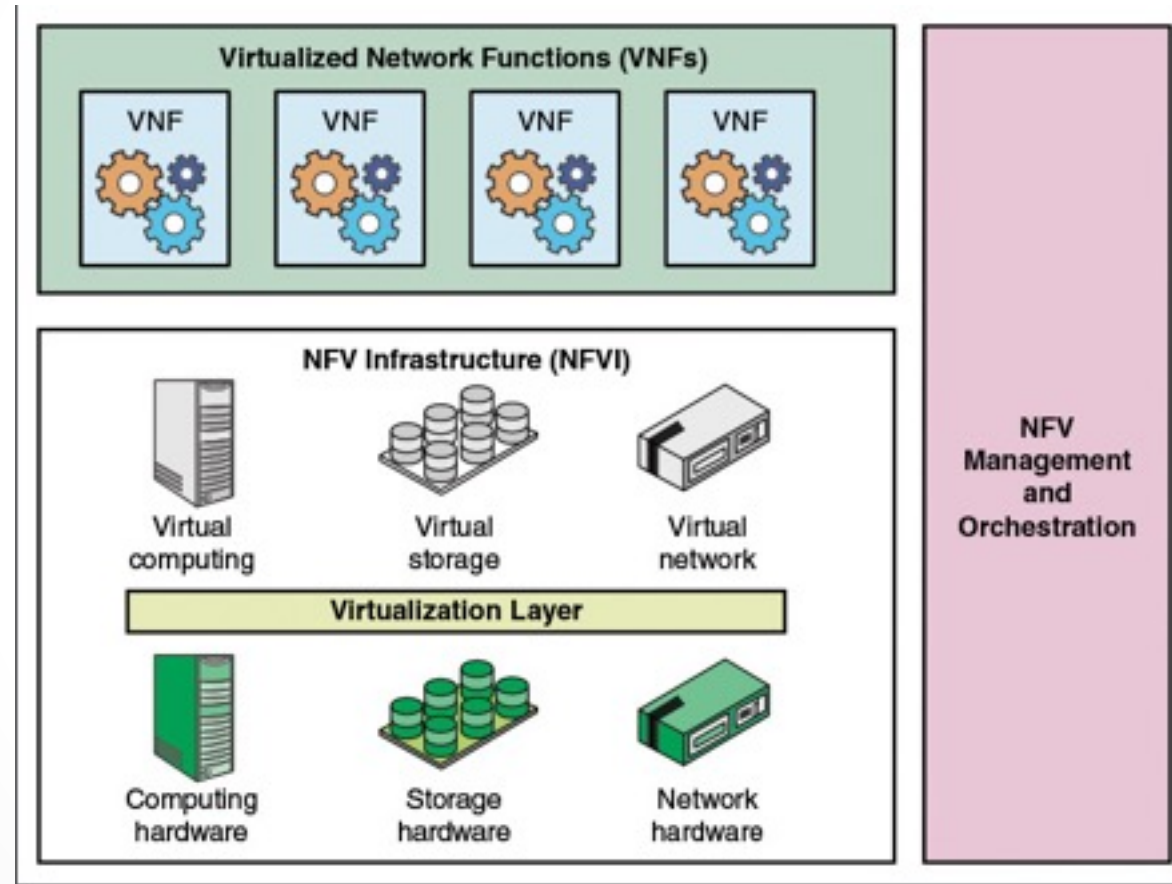 Virtualized Network Functions (VNFs)
VNF
VNF
VNF
VNF
NFV Infrastructure (NFVI)
Virtual
computing
Virtual
storage
Virtual
network
Virtualization Layer
Computing
hardware
Storage
hardware
Network
hardware
NFV
Management
and
Orchestration